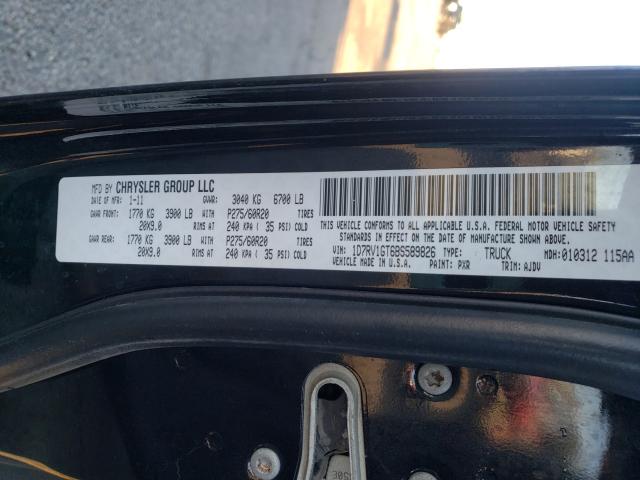 MFD BY CHRYSLER GROUP LLC
DATE OF MFR: 1-11 GVWR: 3040 KG 6700 LB
GAWR FRONT: 1770 KG 3900 LB WITH P275/60R20 TIRES
20X9.0 RIMS AT 240 KPA ( 35 PSI) COLD
GAWR REAR: 1770 KG 3900 LB WITH P275/60R20 TIRES
20X9.0 RIMS AT 240 KPA ( 35 PSI) COLD
THIS VEHICLE CONFORMS TO ALL APPLICABLE U.S.A. FEDERAL MOTOR VEHICLE SAFETY
STANDARDS IN EFFECT ON THE DATE OF MANUFACTURE SHOWN ABOVE.
VIN: 1D7RV1GT6BS589826 TYPE: TRUCK MDH: 010312 115AA
VEHICLE MADE IN U.S.A. PAINT: PXR TRIM: AJDV